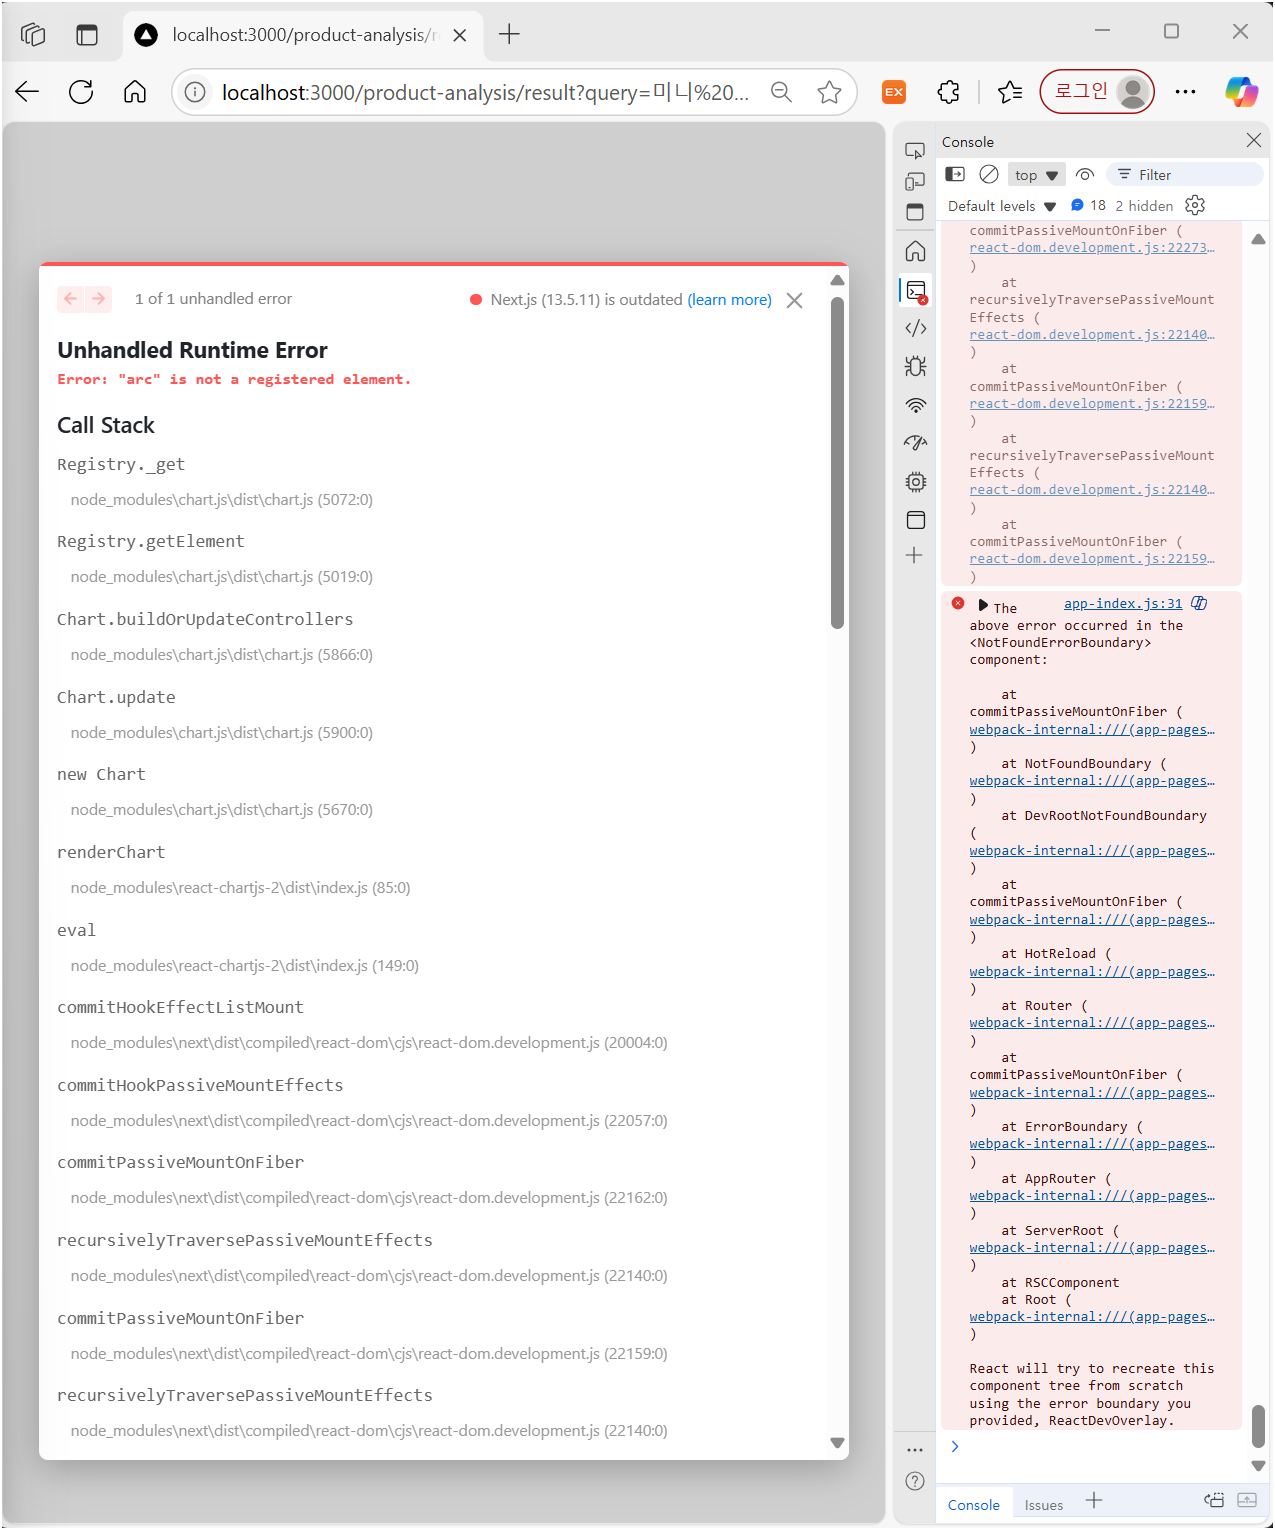 localhost:3000/product-analysis/re
localhost:3000/product-analysis/result?query=미니%20...
EX
로그인
1 of 1 unhandled error
Next.js (13.5.11) is outdated (learn more)
Unhandled Runtime Error
Error: "arc" is not a registered element.
Call Stack
Registry._get
node_modules\chart.js\dist\chart.js (5072:0)
Registry.getElement
node_modules\chart.js\dist\chart.js (5019:0)
Chart.buildOrUpdateControllers
node_modules\chart.js\dist\chart.js (5866:0)
Chart.update
node_modules\chart.js\dist\chart.js (5900:0)
new Chart
node_modules\chart.js\dist\chart.js (5670:0)
renderChart
node_modules\react-chartjs-2\dist\index.js (85:0)
eval
node_modules\react-chartjs-2\dist\index.js (149:0)
commitHookEffectListMount
node_modules\next\dist\compiled\react-dom\cjs\react-dom.development.js (20004:0)
commitHookPassiveMountEffects
node_modules\next\dist\compiled\react-dom\cjs\react-dom.development.js (22057:0)
commitPassiveMountOnFiber
node_modules\next\dist\compiled\react-dom\cjs\react-dom.development.js (22162:0)
recursivelyTraversePassiveMountEffects
node_modules\next\dist\compiled\react-dom\cjs\react-dom.development.js (22140:0)
commitPassiveMountOnFiber
node_modules\next\dist\compiled\react-dom\cjs\react-dom.development.js (22159:0)
recursivelyTraversePassiveMountEffects
node_modules\next\dist\compiled\react-dom\cjs\react-dom.development.js (22140:0)
Console
top
Filter
Default levels
18
2 hidden
commitPassiveMountOnFiber (
react-dom.development.js:22273…
)
at
recursivelyTraversePassiveMount
Effects (
react-dom.development.js:22140…
)
at
commitPassiveMountOnFiber (
react-dom.development.js:22159…
)
at
recursivelyTraversePassiveMount
Effects (
react-dom.development.js:22140…
)
at
commitPassiveMountOnFiber (
react-dom.development.js:22159…
)
The app-index.js:31
above error occurred in the
<NotFoundErrorBoundary>
component:
at
commitPassiveMountOnFiber (
webpack-internal:///(app-pages…
)
at NotFoundBoundary (
webpack-internal:///(app-pages…
)
at DevRootNotFoundBoundary
(
webpack-internal:///(app-pages…
)
at
commitPassiveMountOnFiber (
webpack-internal:///(app-pages…
)
at HotReload (
webpack-internal:///(app-pages…
)
at Router (
webpack-internal:///(app-pages…
)
at
commitPassiveMountOnFiber (
webpack-internal:///(app-pages…
)
at ErrorBoundary (
webpack-internal:///(app-pages…
)
at AppRouter (
webpack-internal:///(app-pages…
)
at ServerRoot (
webpack-internal:///(app-pages…
)
at RSCComponent
at Root (
webpack-internal:///(app-pages…
)
React will try to recreate this
component tree from scratch
using the error boundary you
provided, ReactDevOverlay.
Console
Issues